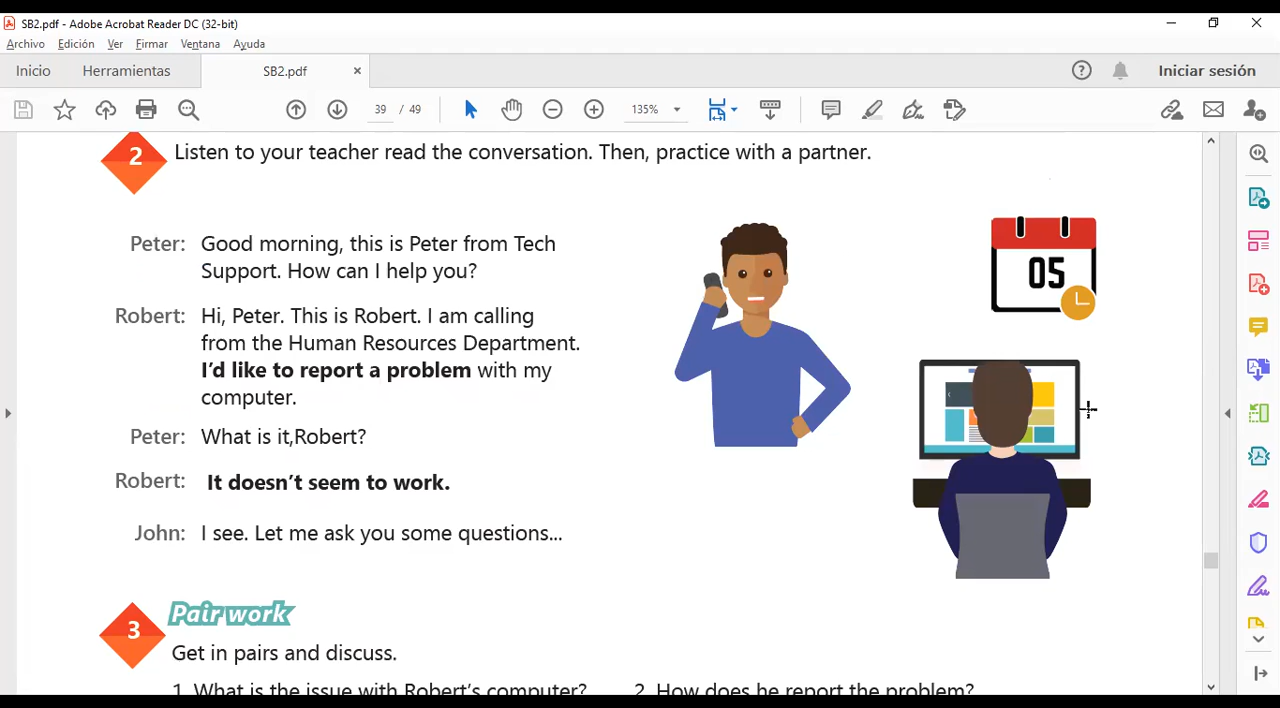 SB2.pdf - Adobe Acrobat Reader DC (32-bit)
Archivo Edición Ver Firmar Ventana Ayuda
Inicio Herramientas SB2.pdf × Iniciar sesión
39 / 49 135%
2 Listen to your teacher read the conversation. Then, practice with a partner.
Peter: Good morning, this is Peter from Tech
Support. How can I help you?
05
Robert: Hi, Peter. This is Robert. I am calling
from the Human Resources Department.
I'd like to report a problem with my
computer.
Peter: What is it,Robert?
Robert: It doesn't seem to work.
John: I see. Let me ask you some questions...
3 Pair work
Get in pairs and discuss.
1. What is the issue with Robert's computer? 2. How does he report the problem?